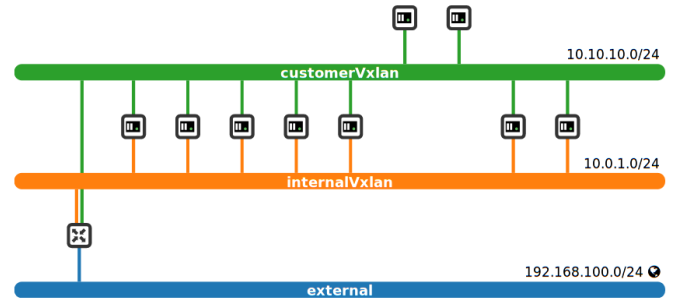 10.10.10.0/24
customerVxlan
10.0.1.0/24
internalVxlan
192.168.100.0/24
external